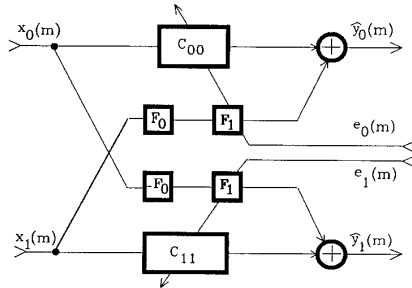 x₀(m)
C₀₀
ŷ₀(m)
F₀
F₁
e₀(m)
e₁(m)
F₀
F₁
x₁(m)
C₁₁
ŷ₁(m)